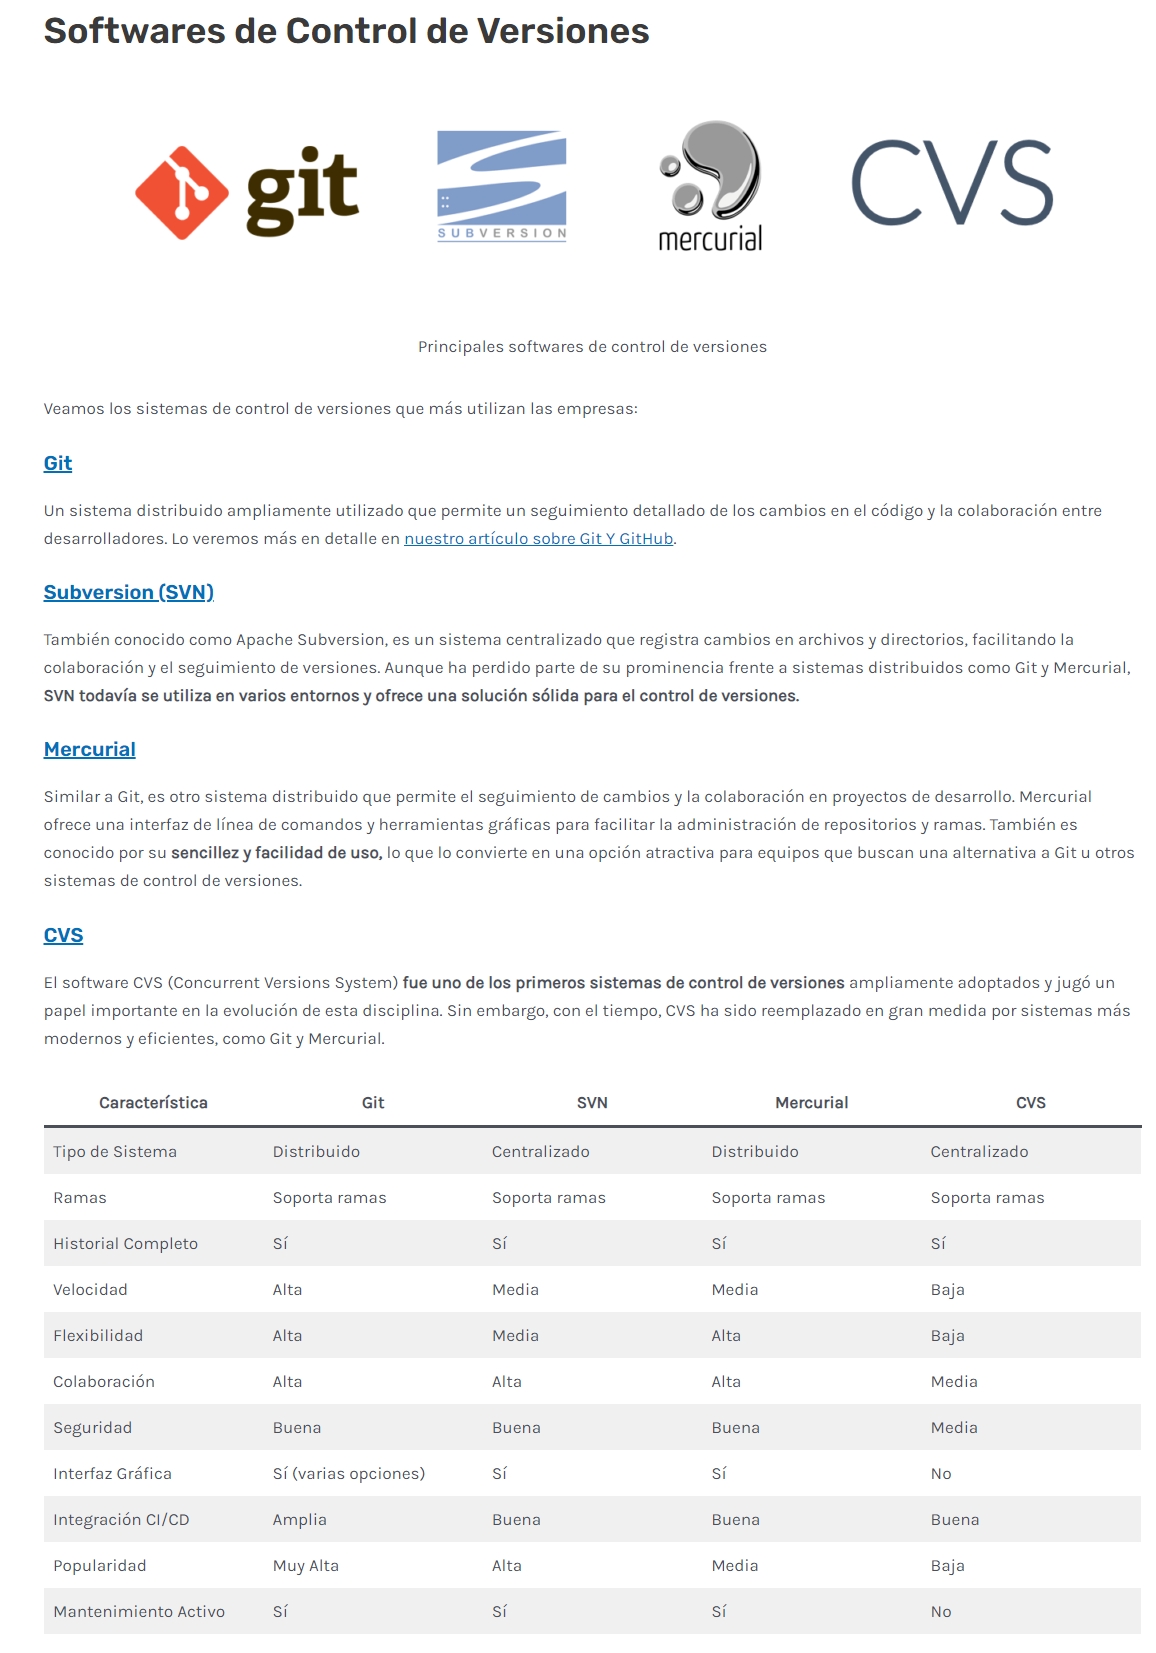 Softwares de Control de Versiones
git
SUBVERSION
mercurial
CVS
Principales softwares de control de versiones
Veamos los sistemas de control de versiones que más utilizan las empresas:
Git
Un sistema distribuido ampliamente utilizado que permite un seguimiento detallado de los cambios en el código y la colaboración entre
desarrolladores. Lo veremos más en detalle en nuestro artículo sobre Git Y GitHub.
Subversion (SVN)
También conocido como Apache Subversion, es un sistema centralizado que registra cambios en archivos y directorios, facilitando la
colaboración y el seguimiento de versiones. Aunque ha perdido parte de su prominencia frente a sistemas distribuidos como Git y Mercurial,
SVN todavía se utiliza en varios entornos y ofrece una solución sólida para el control de versiones.
Mercurial
Similar a Git, es otro sistema distribuido que permite el seguimiento de cambios y la colaboración en proyectos de desarrollo. Mercurial
ofrece una interfaz de línea de comandos y herramientas gráficas para facilitar la administración de repositorios y ramas. También es
conocido por su sencillez y facilidad de uso, lo que lo convierte en una opción atractiva para equipos que buscan una alternativa a Git u otros
sistemas de control de versiones.
CVS
El software CVS (Concurrent Versions System) fue uno de los primeros sistemas de control de versiones ampliamente adoptados y jugó un
papel importante en la evolución de esta disciplina. Sin embargo, con el tiempo, CVS ha sido reemplazado en gran medida por sistemas más
modernos y eficientes, como Git y Mercurial.
Característica Git SVN Mercurial CVS
Tipo de Sistema Distribuido Centralizado Distribuido Centralizado
Ramas Soporta ramas Soporta ramas Soporta ramas Soporta ramas
Historial Completo Sí Sí Sí Sí
Velocidad Alta Media Media Baja
Flexibilidad Alta Media Alta Baja
Colaboración Alta Alta Alta Media
Seguridad Buena Buena Buena Media
Interfaz Gráfica Sí (varias opciones) Sí Sí No
Integración CI/CD Amplia Buena Buena Buena
Popularidad Muy Alta Alta Media Baja
Mantenimiento Activo Sí Sí Sí No